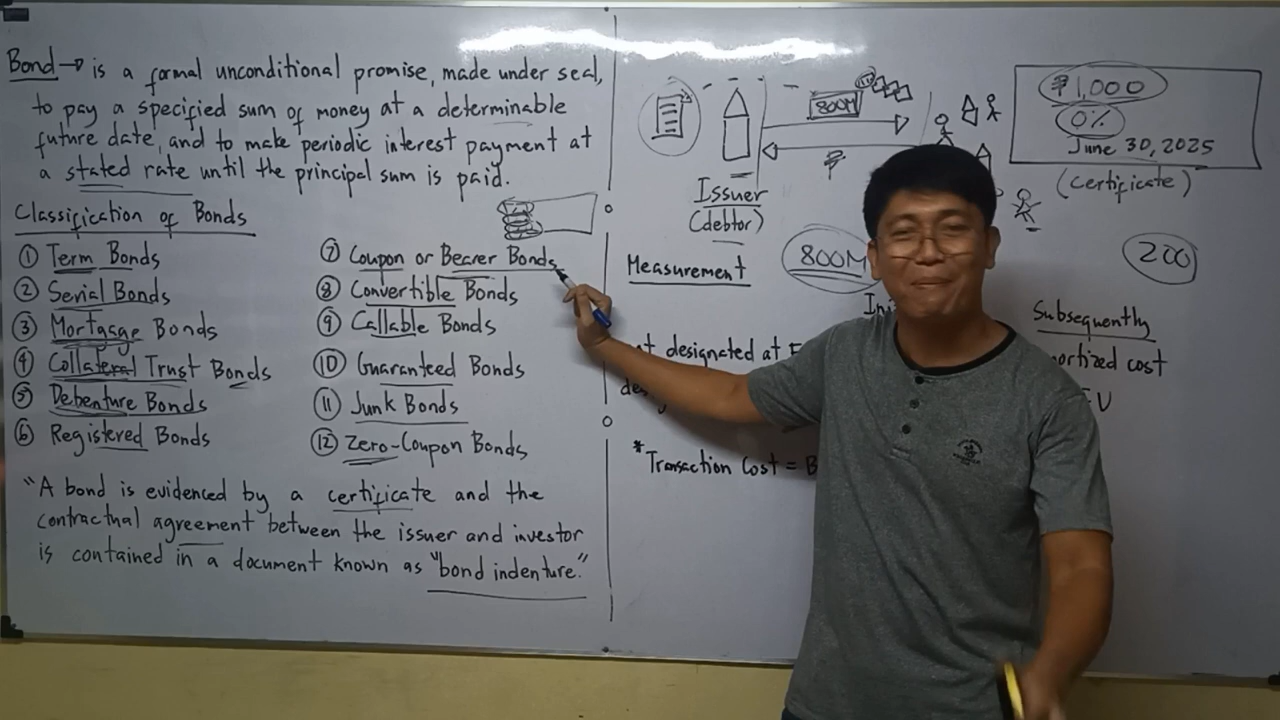 Bond → is a formal unconditional promise, made under seal,
to pay a specified sum of money at a determinable
future date, and to make periodic interest payment at
a stated rate until the principal sum is paid.
Classification of Bonds
① Term Bonds
② Serial Bonds
③ Mortgage Bonds
④ Collateral Trust Bonds
⑤ Debenture Bonds
⑥ Registered Bonds
⑦ Coupon or Bearer Bonds
⑧ Convertible Bonds
⑨ Callable Bonds
⑩ Guaranteed Bonds
⑪ Junk Bonds
⑫ Zero-Coupon Bonds
"A bond is evidenced by a certificate and the
contractual agreement between the issuer and investor
is contained in a document known as "bond indenture."
800M
₱
Issuer
(debtor)
₱1,000
0%
June 30, 2025
(certificate)
Measurement
800M
200
Subsequently
designated at
cost
*Transaction Cost =